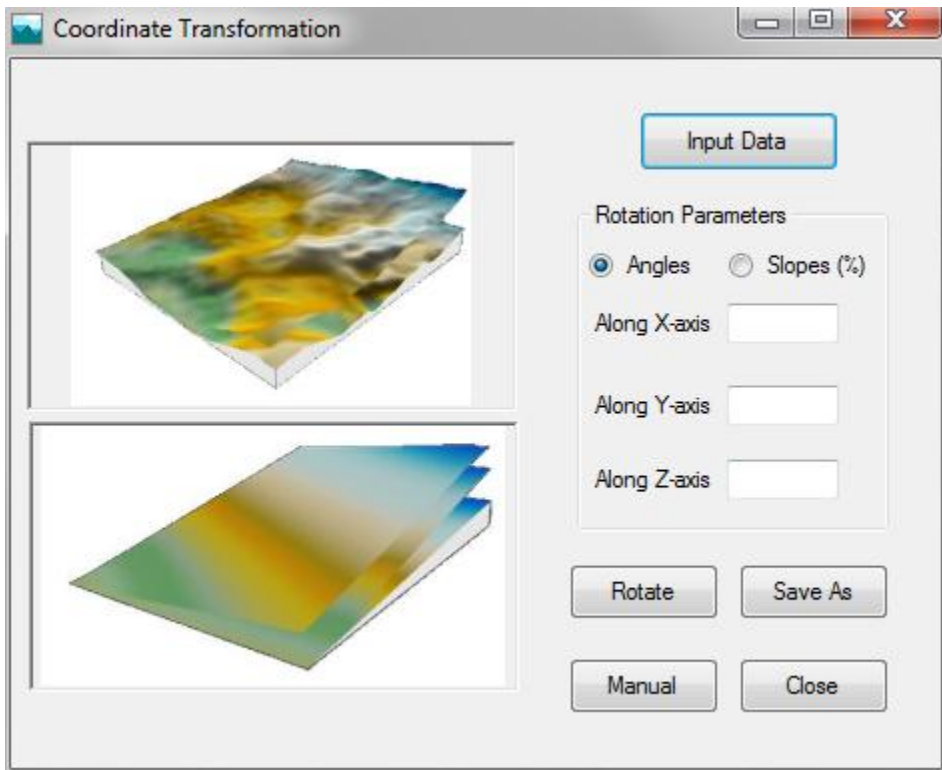 Coordinate Transformation
Input Data
Rotation Parameters
Angles Slopes (%)
Along X-axis
Along Y-axis
Along Z-axis
Rotate Save As
Manual Close